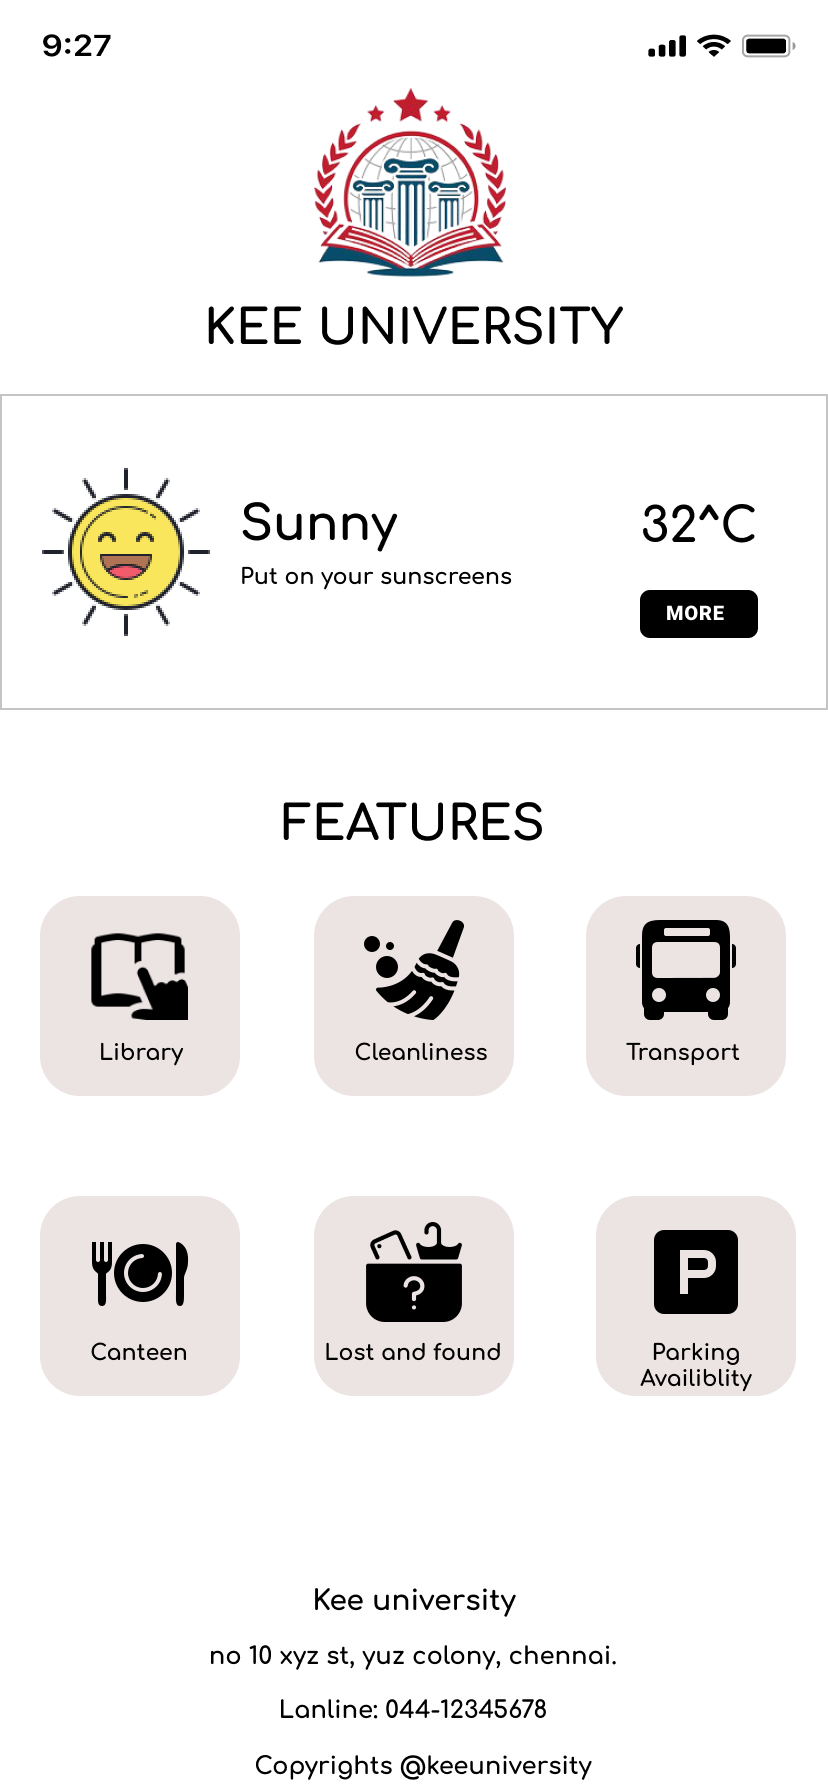 9:27
KEE UNIVERSITY
Sunny
32^C
Put on your sunscreens
MORE
FEATURES
Library
Cleanliness
Transport
Canteen
Lost and found
Parking
Availiblity
Kee university
no 10 xyz st, yuz colony, chennai.
Lanline: 044-12345678
Copyrights @keeuniversity